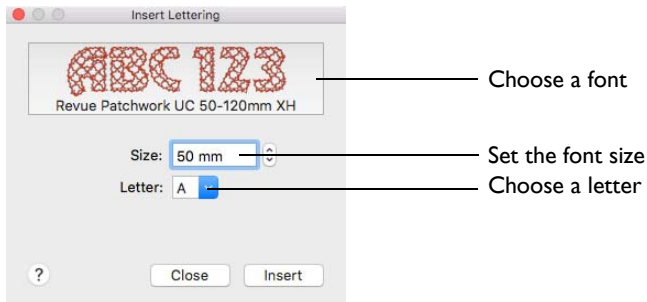 Insert Lettering
ABC 123
Revue Patchwork UC 50-120mm XH
Choose a font
Size: 50 mm
Set the font size
Letter: A
Choose a letter
? Close Insert